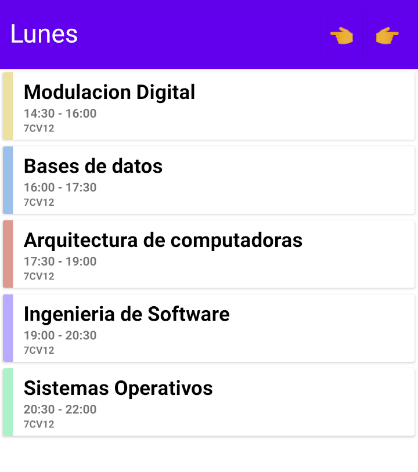 Lunes
Modulacion Digital
14:30 - 16:00
7CV12
Bases de datos
16:00 - 17:30
7CV12
Arquitectura de computadoras
17:30 - 19:00
7CV12
Ingenieria de Software
19:00 - 20:30
7CV12
Sistemas Operativos
20:30 - 22:00
7CV12